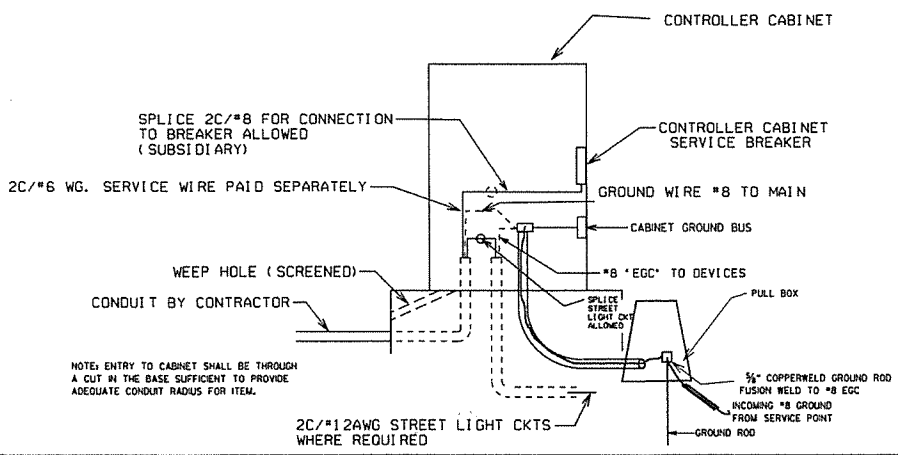 CONTROLLER CABINET
SPLICE 2C/#8 FOR CONNECTION
TO BREAKER ALLOWED
(SUBSIDIARY)
CONTROLLER CABINET
SERVICE BREAKER
2C/#6 WG. SERVICE WIRE PAID SEPARATELY
GROUND WIRE #8 TO MAIN
CABINET GROUND BUS
WEEP HOLE (SCREENED)
#8 "EGC" TO DEVICES
CONDUIT BY CONTRACTOR
SPLICE
STREET
LIGHT CKT
ALLOWED
PULL BOX
NOTE: ENTRY TO CABINET SHALL BE THROUGH
A CUT IN THE BASE SUFFICIENT TO PROVIDE
ADEQUATE CONDUIT RADIUS FOR ITEM.
5/8" COPPERWELD GROUND ROD
FUSION WELD TO #8 EGC
INCOMING #8 GROUND
FROM SERVICE POINT
2C/#12AWG STREET LIGHT CKTS
WHERE REQUIRED
GROUND ROD